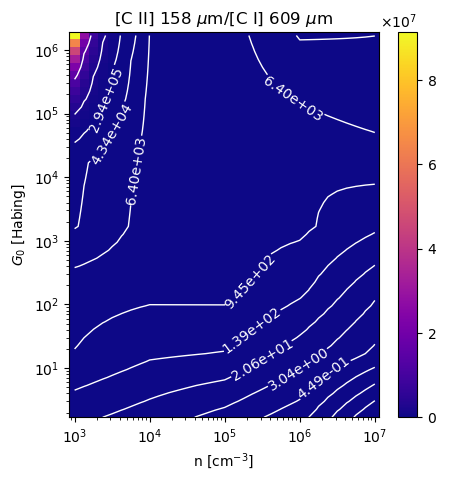 [C II] 158 μm/[C I] 609 μm
×10⁷
10⁶
10⁵
10⁴
10³
10²
10¹
G₀ [Habing]
2.94e+05
4.34e+04
6.40e+03
6.40e+03
9.45e+02
1.39e+02
2.06e+01
3.04e+00
4.49e-01
8
6
4
2
0
10³ 10⁴ 10⁵ 10⁶ 10⁷
n [cm⁻³]